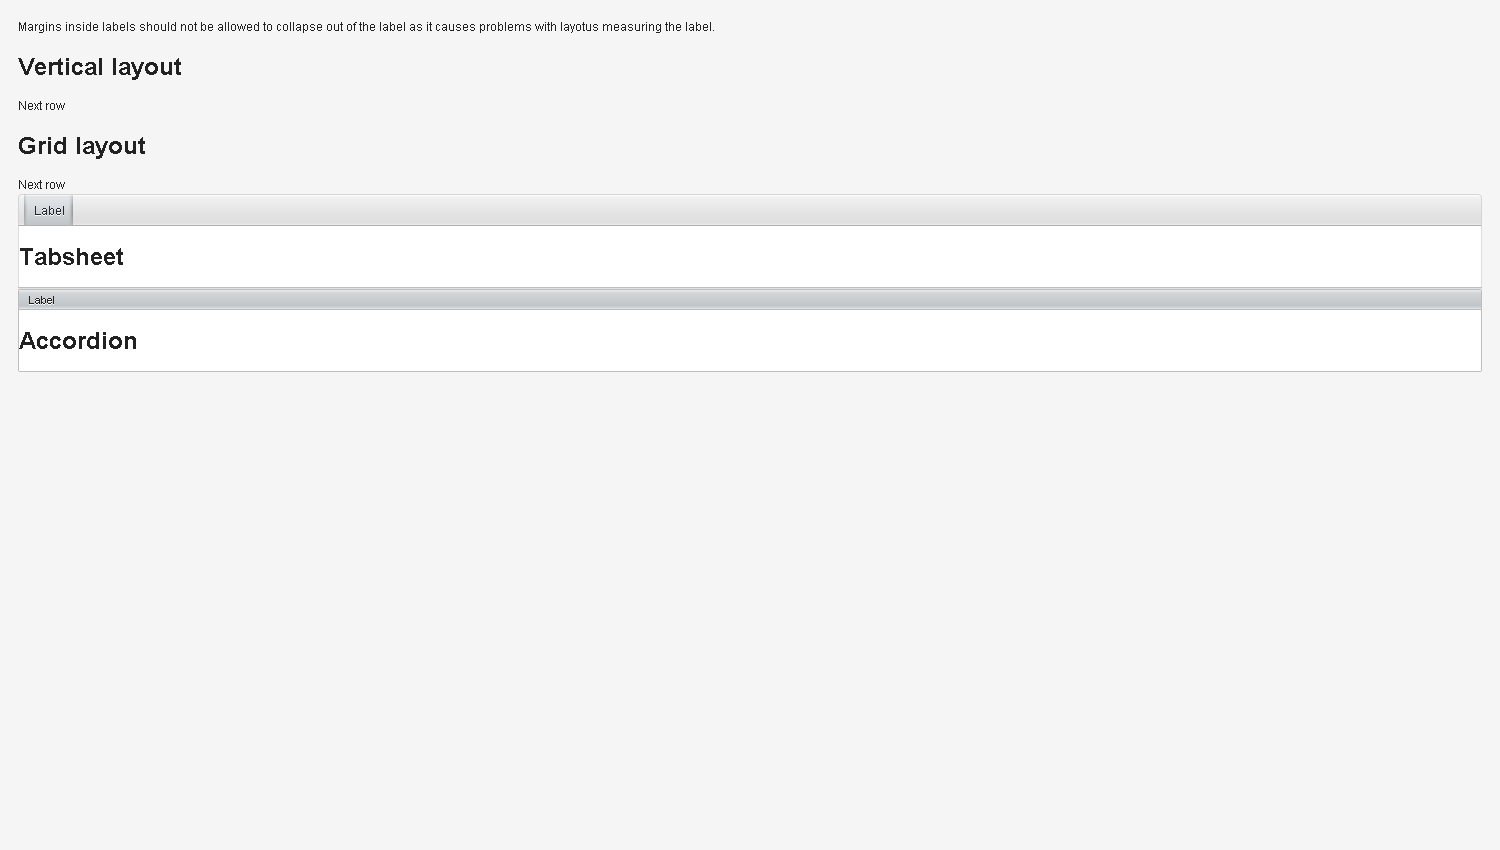 Margins inside labels should not be allowed to collapse out of the label as it causes problems with layotus measuring the label.
Vertical layout
Next row
Grid layout
Next row
Label
Tabsheet
Label
Accordion